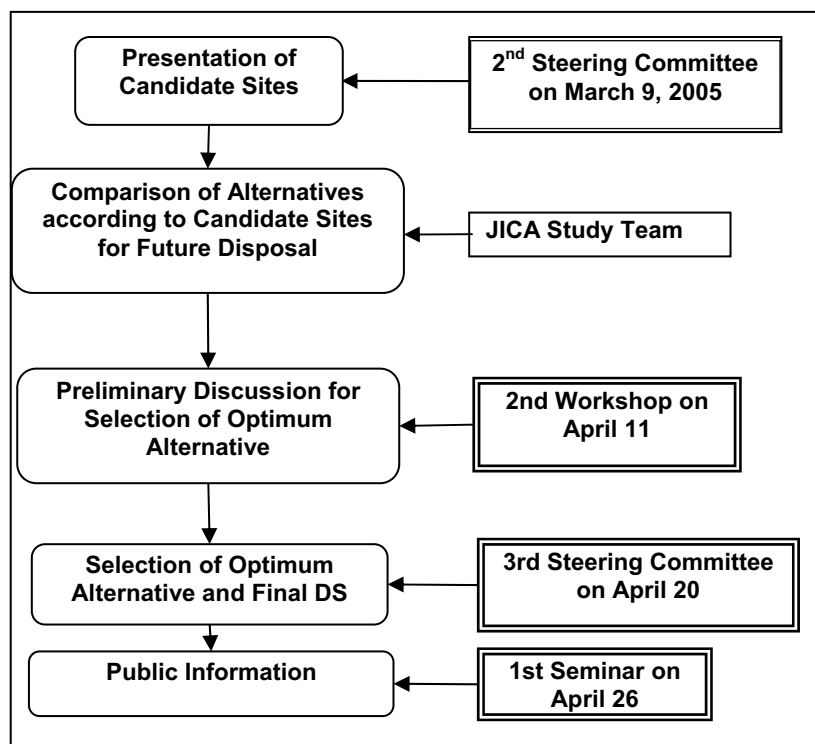 Presentation of
Candidate Sites
2nd Steering Committee
on March 9, 2005
Comparison of Alternatives
according to Candidate Sites
for Future Disposal
JICA Study Team
Preliminary Discussion for
Selection of Optimum
Alternative
2nd Workshop on
April 11
Selection of Optimum
Alternative and Final DS
3rd Steering Committee
on April 20
Public Information
1st Seminar on
April 26